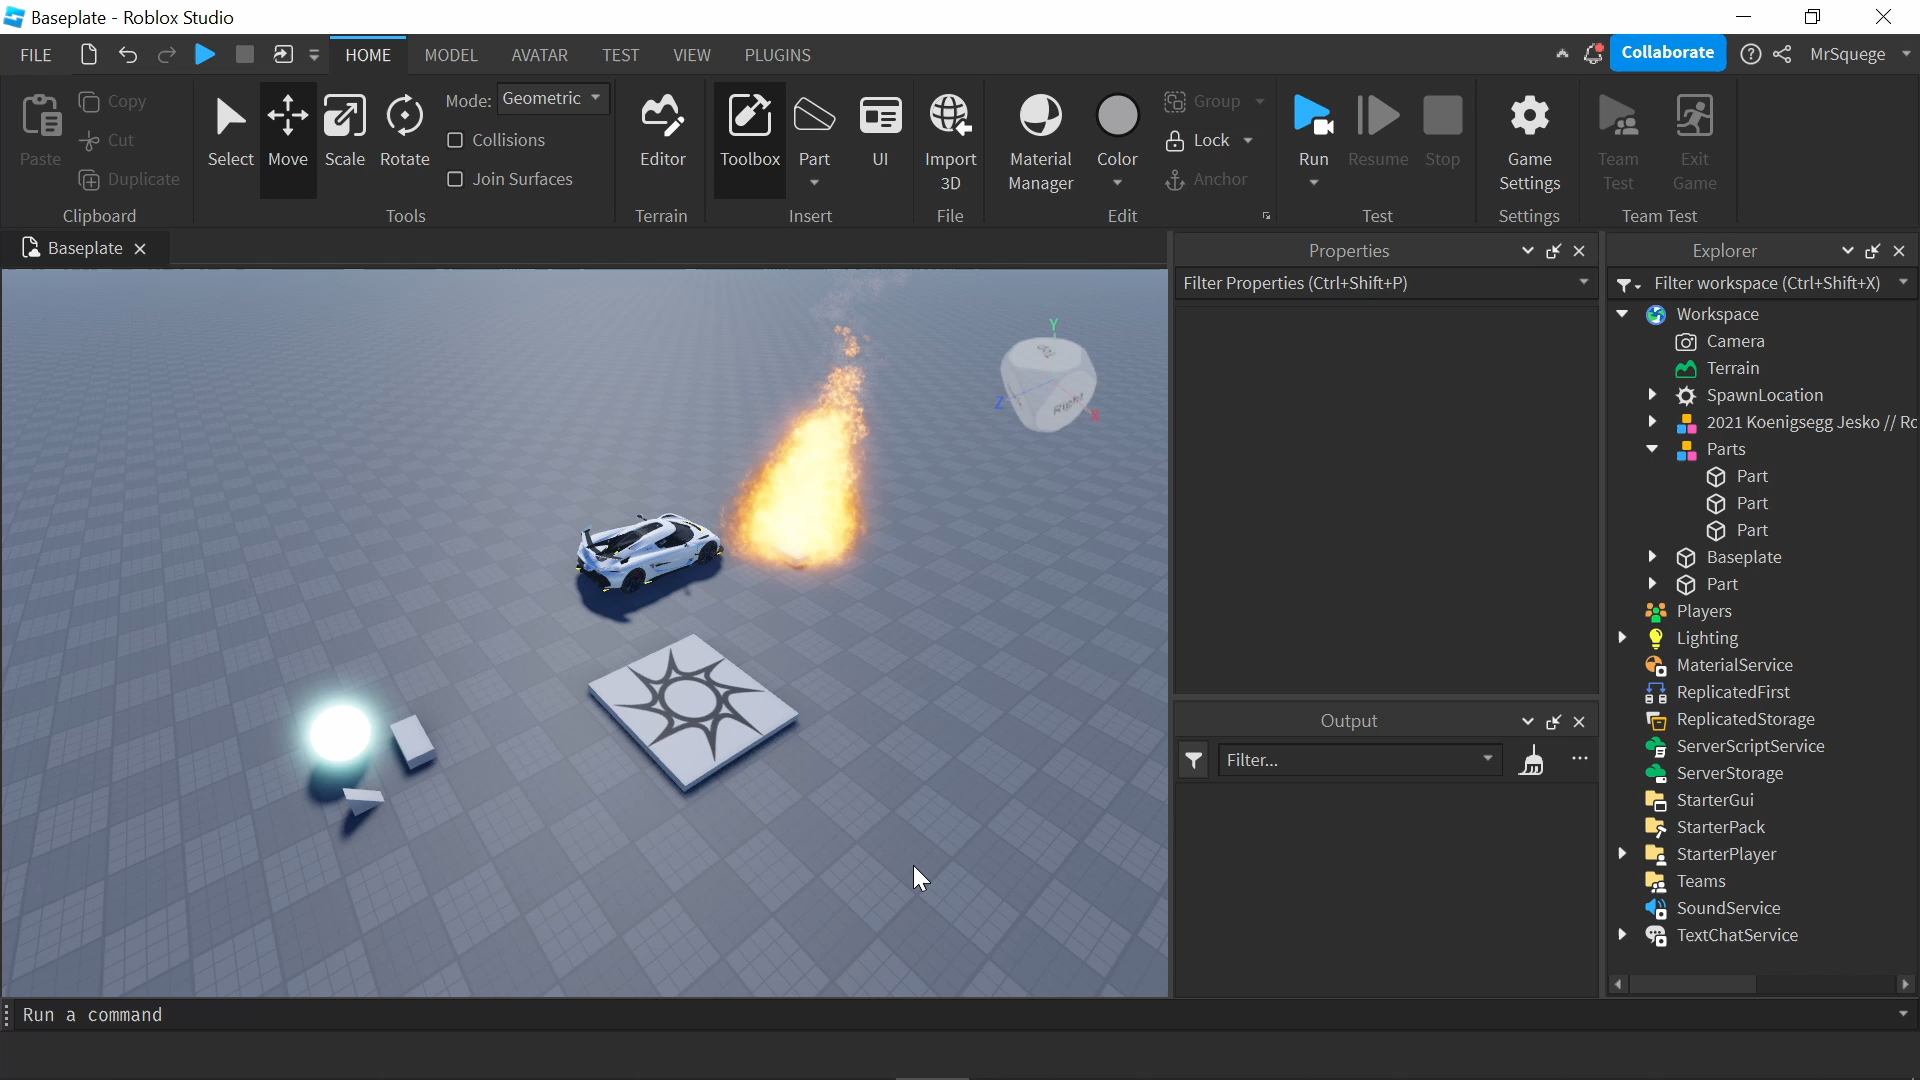 Baseplate - Roblox Studio
FILE HOME MODEL AVATAR TEST VIEW PLUGINS Collaborate MrSquege
Paste
Copy
Cut
Duplicate
Clipboard
Select Move Scale Rotate
Mode: Geometric
Collisions
Join Surfaces
Tools
Editor
Terrain
Toolbox Part UI
Insert
Import
3D
File
Material
Manager
Color
Group
Lock
Anchor
Edit
Run Resume Stop
Test
Game
Settings
Settings
Team
Test
Exit
Game
Team Test
Baseplate
Y
Z
X
Right
Properties
Filter Properties (Ctrl+Shift+P)
Output
Filter...
Explorer
Filter workspace (Ctrl+Shift+X)
Workspace
Camera
Terrain
SpawnLocation
2021 Koenigsegg Jesko // Ro
Parts
Part
Part
Part
Baseplate
Part
Players
Lighting
MaterialService
ReplicatedFirst
ReplicatedStorage
ServerScriptService
ServerStorage
StarterGui
StarterPack
StarterPlayer
Teams
SoundService
TextChatService
Run a command